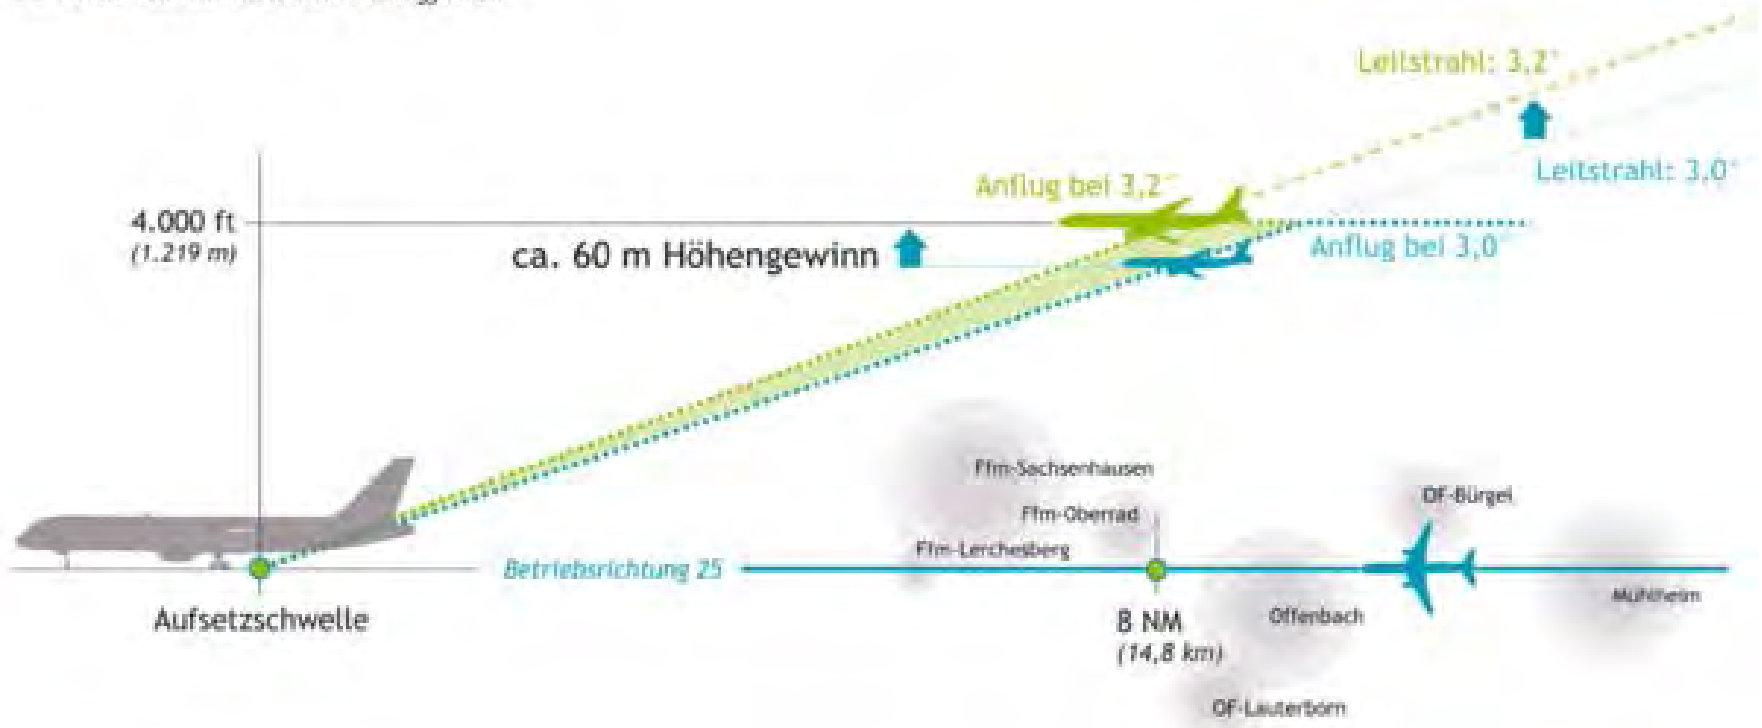 Leitstrahl: 3,2°
Leitstrahl: 3,0°
Anflug bei 3,2°
4.000 ft
(1.219 m)
ca. 60 m Höhengewinn
Anflug bei 3,0°
Ffm-Sachsenhausen
OF-Bürgel
Ffm-Oberrad
Ffm-Lerchesberg
Betriebsrichtung 25
Aufsetzschwelle
8 NM
(14,8 km)
Offenbach
Mühlheim
OF-Lauterborn